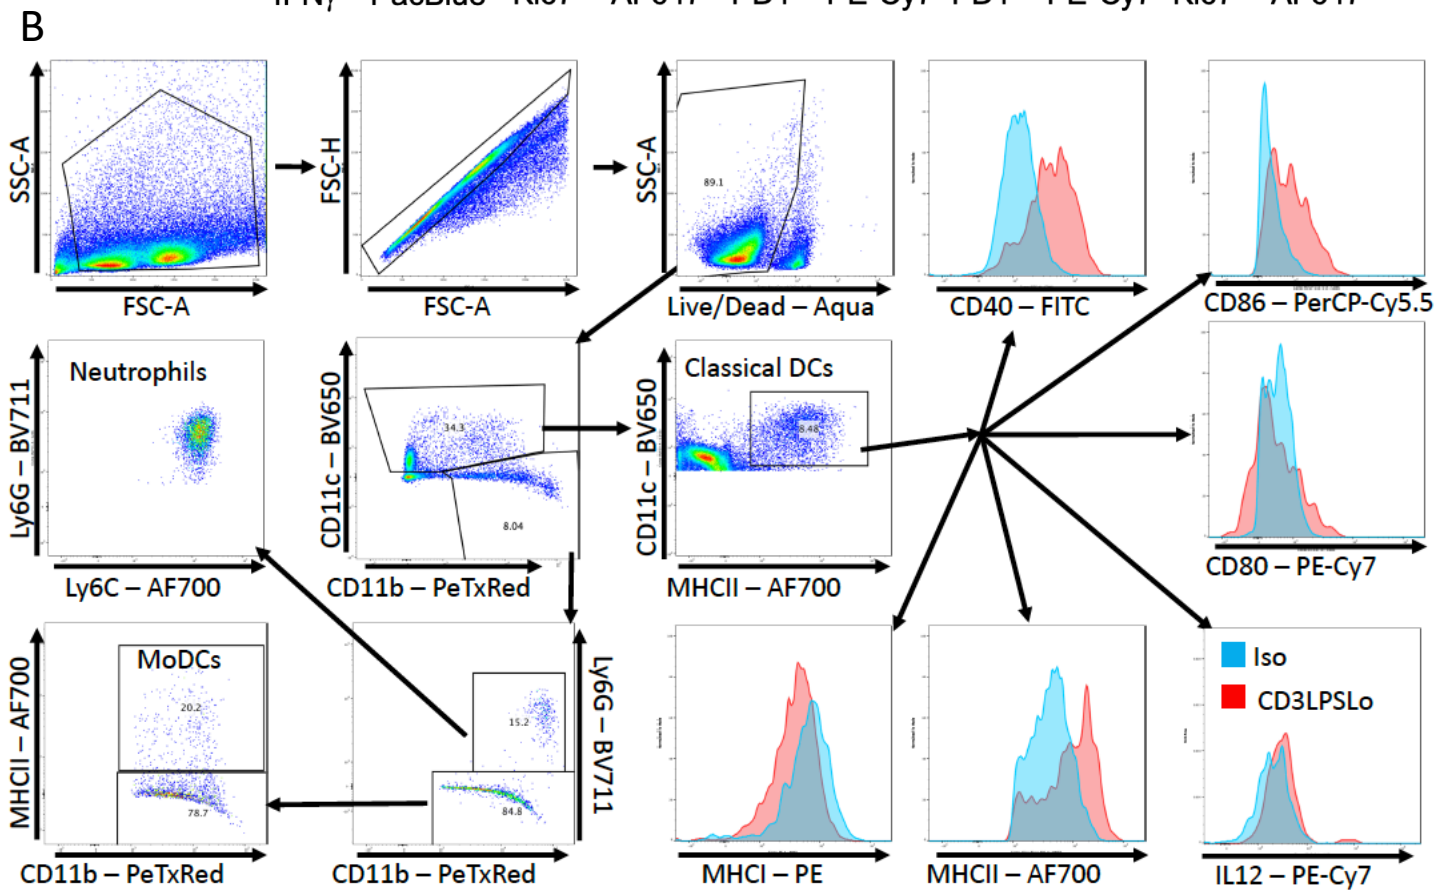 B
SSC-A
FSC-A
FSC-H
FSC-A
SSC-A
89.1
Live/Dead – Aqua
CD40 – FITC
CD86 – PerCP-Cy5.5
Neutrophils
Ly6G – BV711
Ly6C – AF700
CD11c – BV650
34.3
8.04
CD11b – PeTxRed
Classical DCs
CD11c – BV650
8.48
MHCII – AF700
CD80 – PE-Cy7
MoDCs
MHCII – AF700
20.2
78.7
CD11b – PeTxRed
15.2
84.8
Ly6G – BV711
CD11b – PeTxRed
MHCI – PE
MHCII – AF700
Iso
CD3LPSLo
IL12 – PE-Cy7